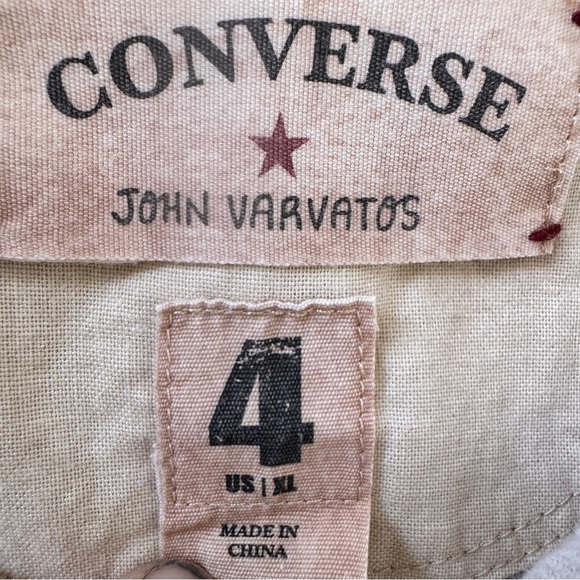 CONVERSE
JOHN VARVATOS
4
US | XL
MADE IN
CHINA